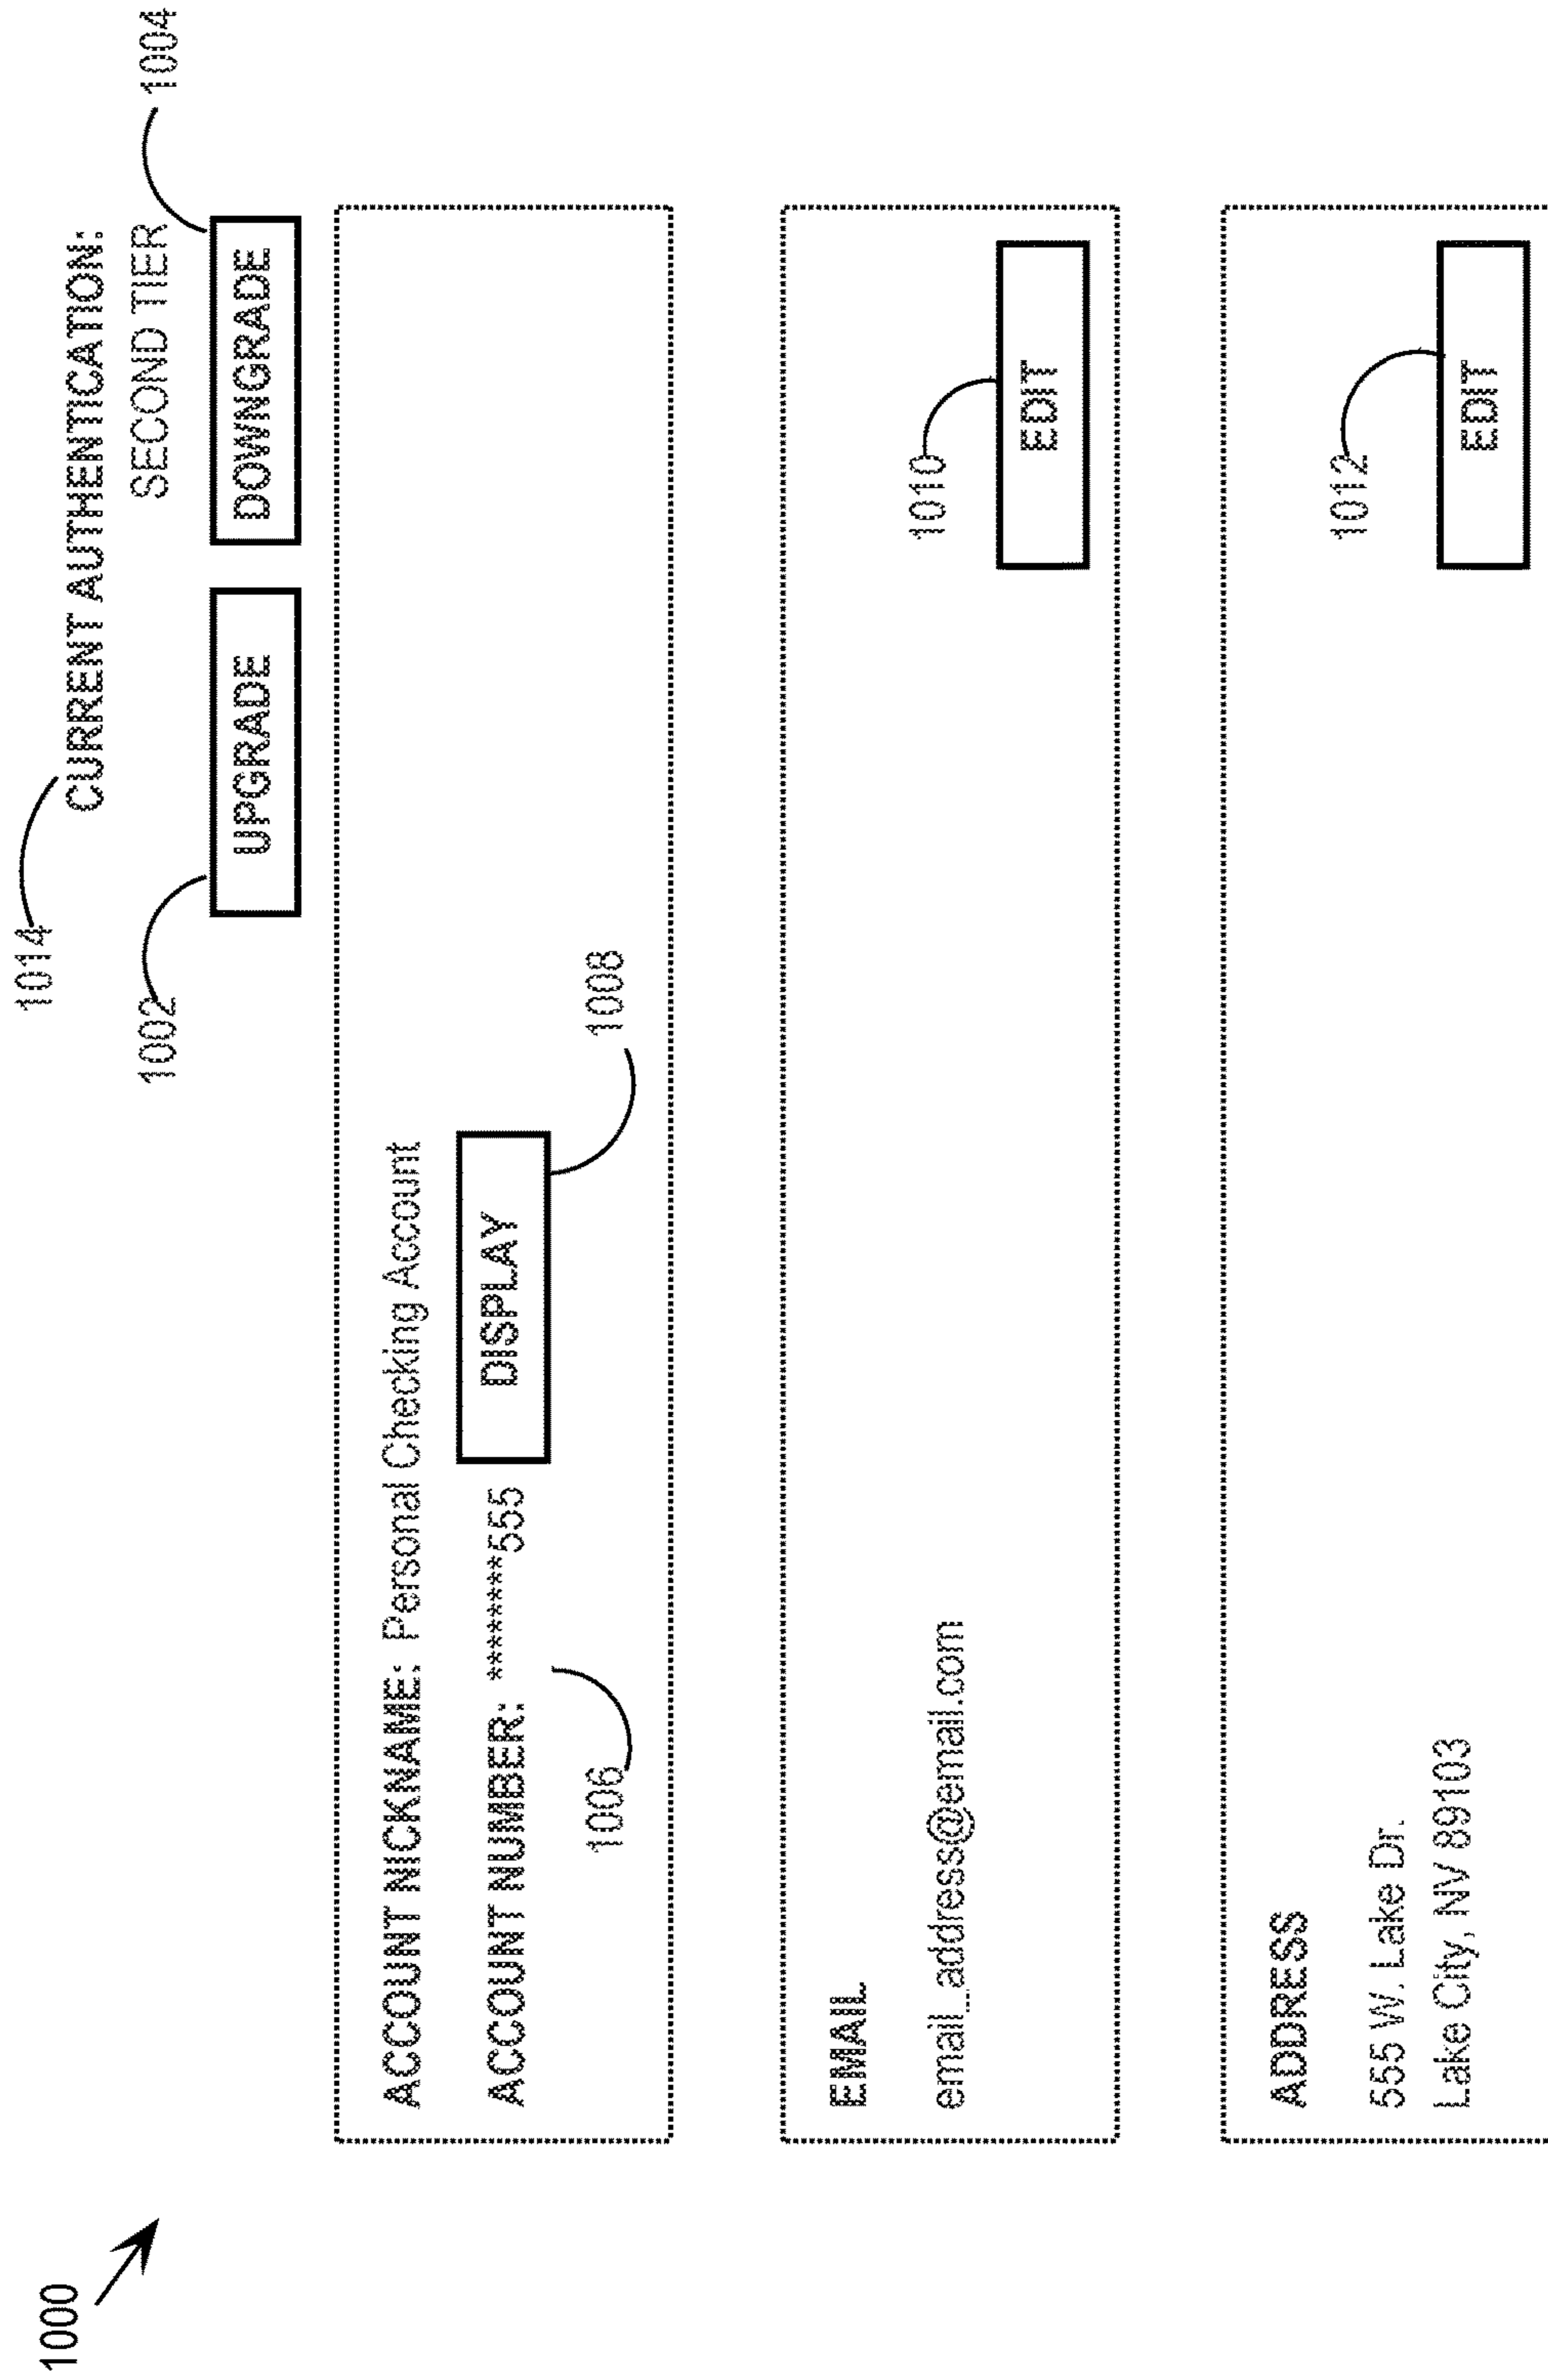 1000
1014
CURRENT AUTHENTICATION:
SECOND TIER
1002
UPGRADE
DOWNGRADE
1004
ACCOUNT NICKNAME: Personal Checking Account
ACCOUNT NUMBER: ********555
DISPLAY
1006
1008
EMAIL
email_address@email.com
1010
EDIT
ADDRESS
555 W. Lake Dr.
Lake City, NV 89103
1012
EDIT